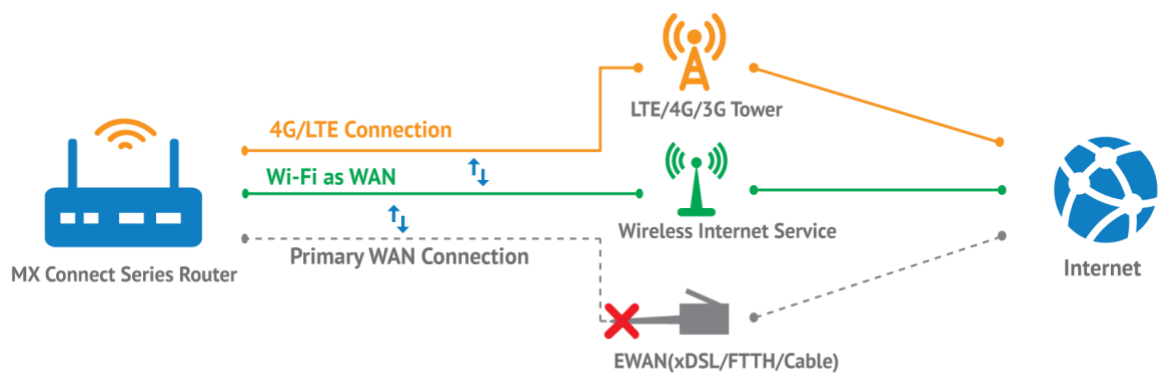 LTE/4G/3G Tower
4G/LTE Connection
Wi-Fi as WAN
Wireless Internet Service
Primary WAN Connection
MX Connect Series Router
Internet
EWAN(xDSL/FTTH/Cable)